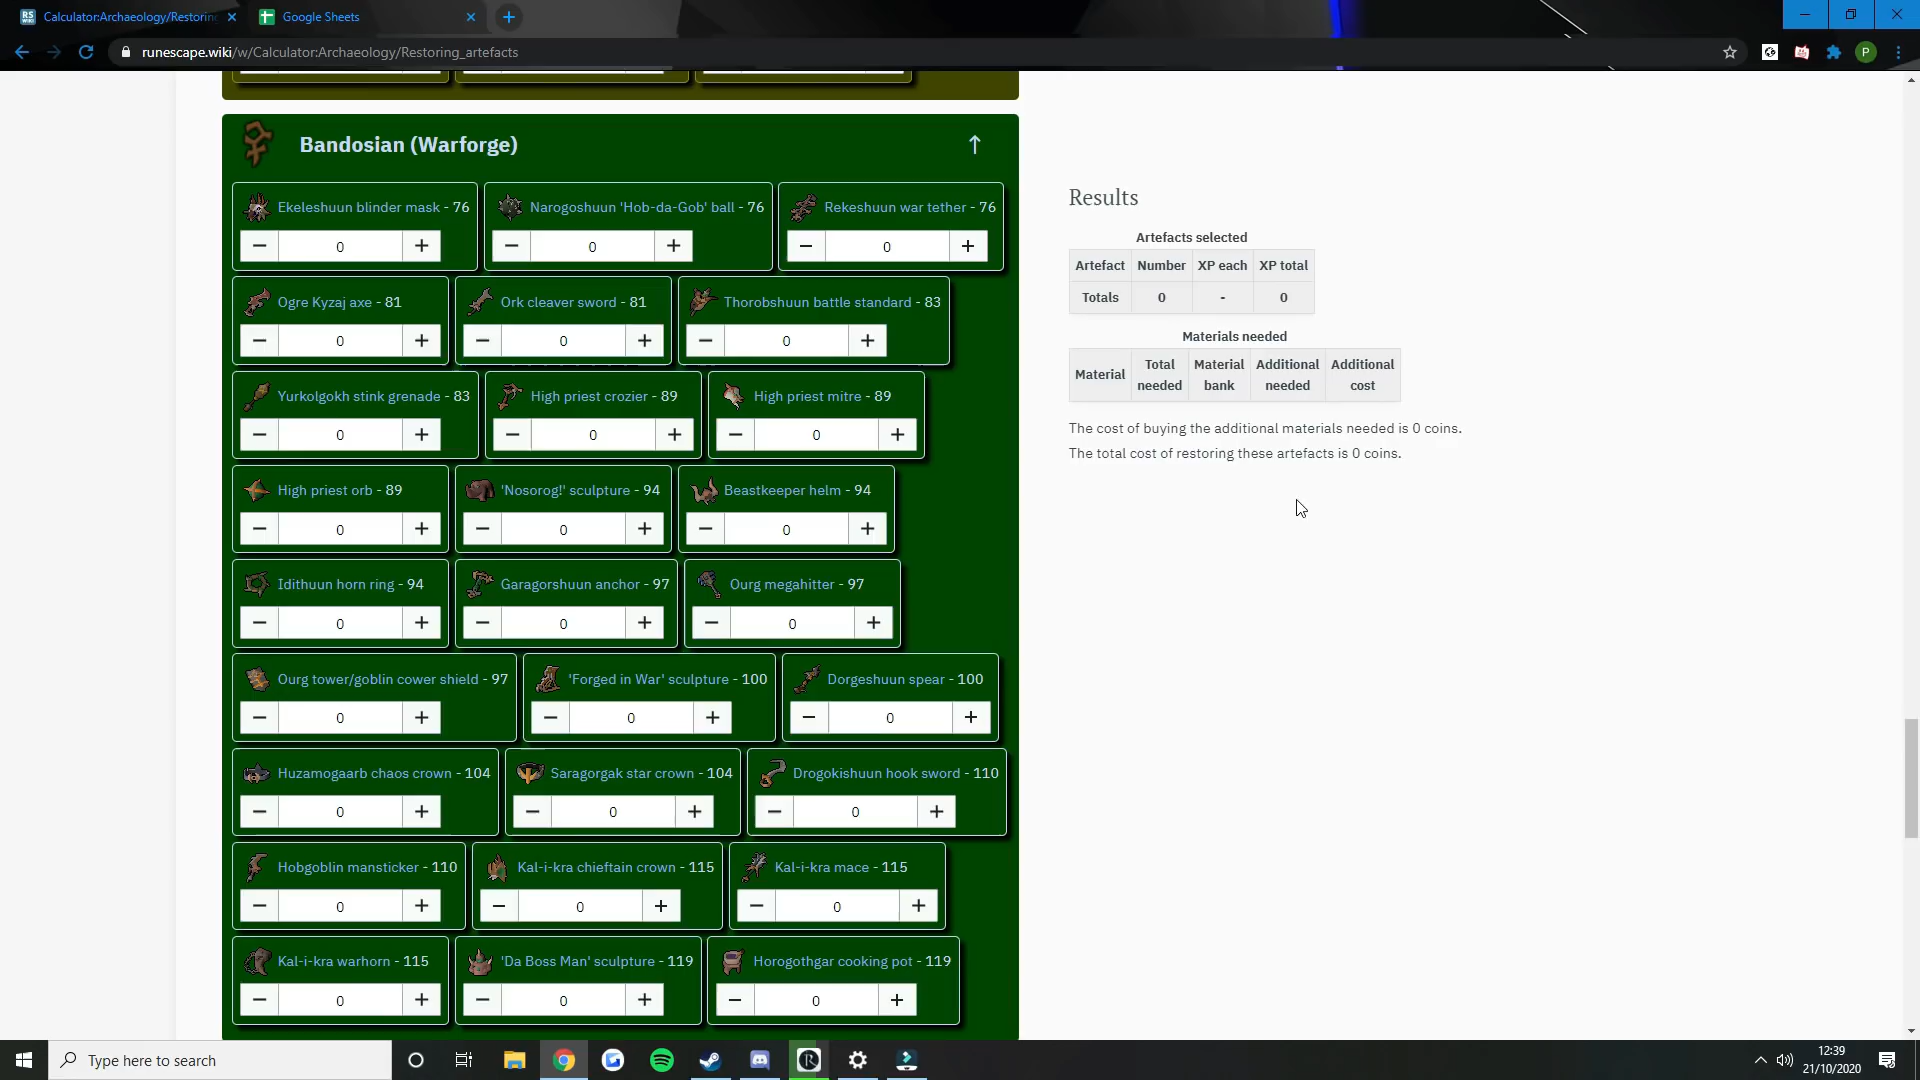 Calculator:Archaeology/Restorin
Google Sheets
P
runescape.wiki/w/Calculator:Archaeology/Restoring_artefacts
Bandosian (Warforge) ↑
Ekeleshuun blinder mask - 76
Narogoshuun 'Hob-da-Gob' ball - 76
Rekeshuun war tether - 76
− 0 +
− 0 +
− 0 +
Ogre Kyzaj axe - 81
Ork cleaver sword - 81
Thorobshuun battle standard - 83
− 0 +
− 0 +
− 0 +
Yurkolgokh stink grenade - 83
High priest crozier - 89
High priest mitre - 89
− 0 +
− 0 +
− 0 +
High priest orb - 89
'Nosorog!' sculpture - 94
Beastkeeper helm - 94
− 0 +
− 0 +
− 0 +
Idithuun horn ring - 94
Garagorshuun anchor - 97
Ourg megahitter - 97
− 0 +
− 0 +
− 0 +
Ourg tower/goblin cower shield - 97
'Forged in War' sculpture - 100
Dorgeshuun spear - 100
− 0 +
− 0 +
− 0 +
Huzamogaarb chaos crown - 104
Saragorgak star crown - 104
Drogokishuun hook sword - 110
− 0 +
− 0 +
− 0 +
Hobgoblin mansticker - 110
Kal-i-kra chieftain crown - 115
Kal-i-kra mace - 115
− 0 +
− 0 +
− 0 +
Kal-i-kra warhorn - 115
'Da Boss Man' sculpture - 119
Horogothgar cooking pot - 119
− 0 +
− 0 +
− 0 +
Results
Artefacts selected
Artefact Number XP each XP total
Totals 0 - 0
Materials needed
Material Total needed Material bank Additional needed Additional cost
The cost of buying the additional materials needed is 0 coins.
The total cost of restoring these artefacts is 0 coins.
Type here to search
12:39
21/10/2020